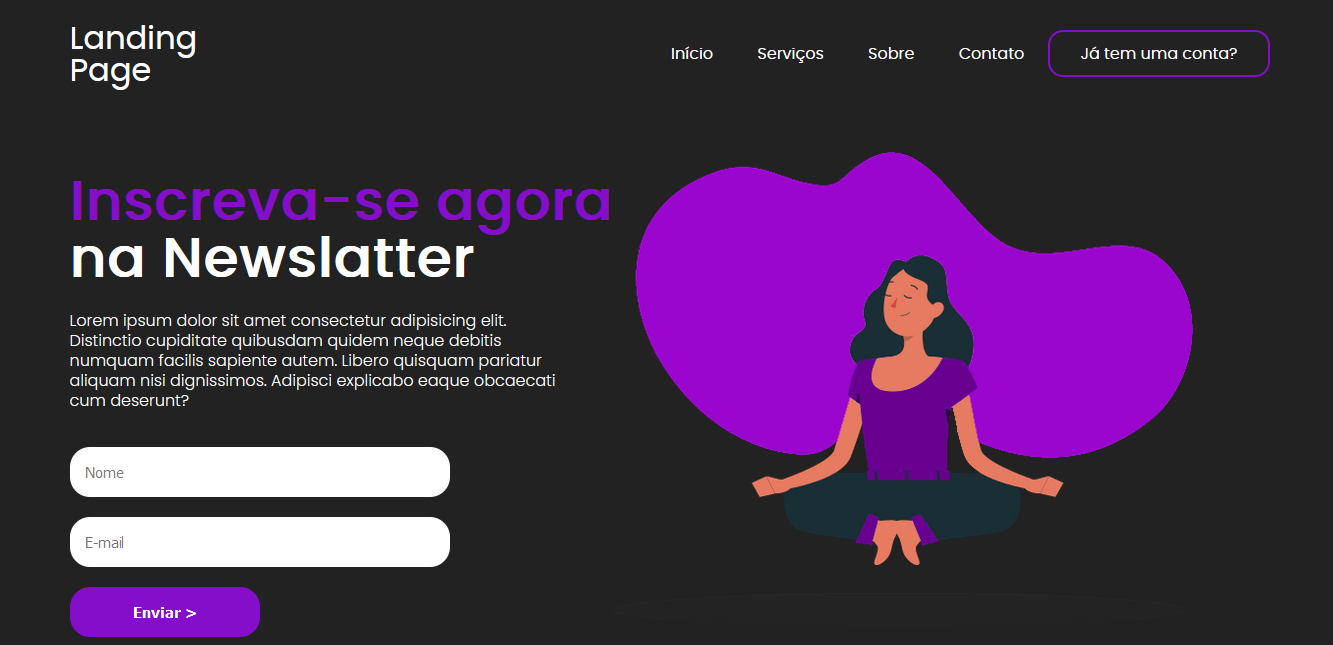 Landing
Page
Início Serviços Sobre Contato Já tem uma conta?
Inscreva-se agora
na Newslatter
Lorem ipsum dolor sit amet consectetur adipisicing elit.
Distinctio cupiditate quibusdam quidem neque debitis
numquam facilis sapiente autem. Libero quisquam pariatur
aliquam nisi dignissimos. Adipisci explicabo eaque obcaecati
cum deserunt?
Nome
E-mail
Enviar >